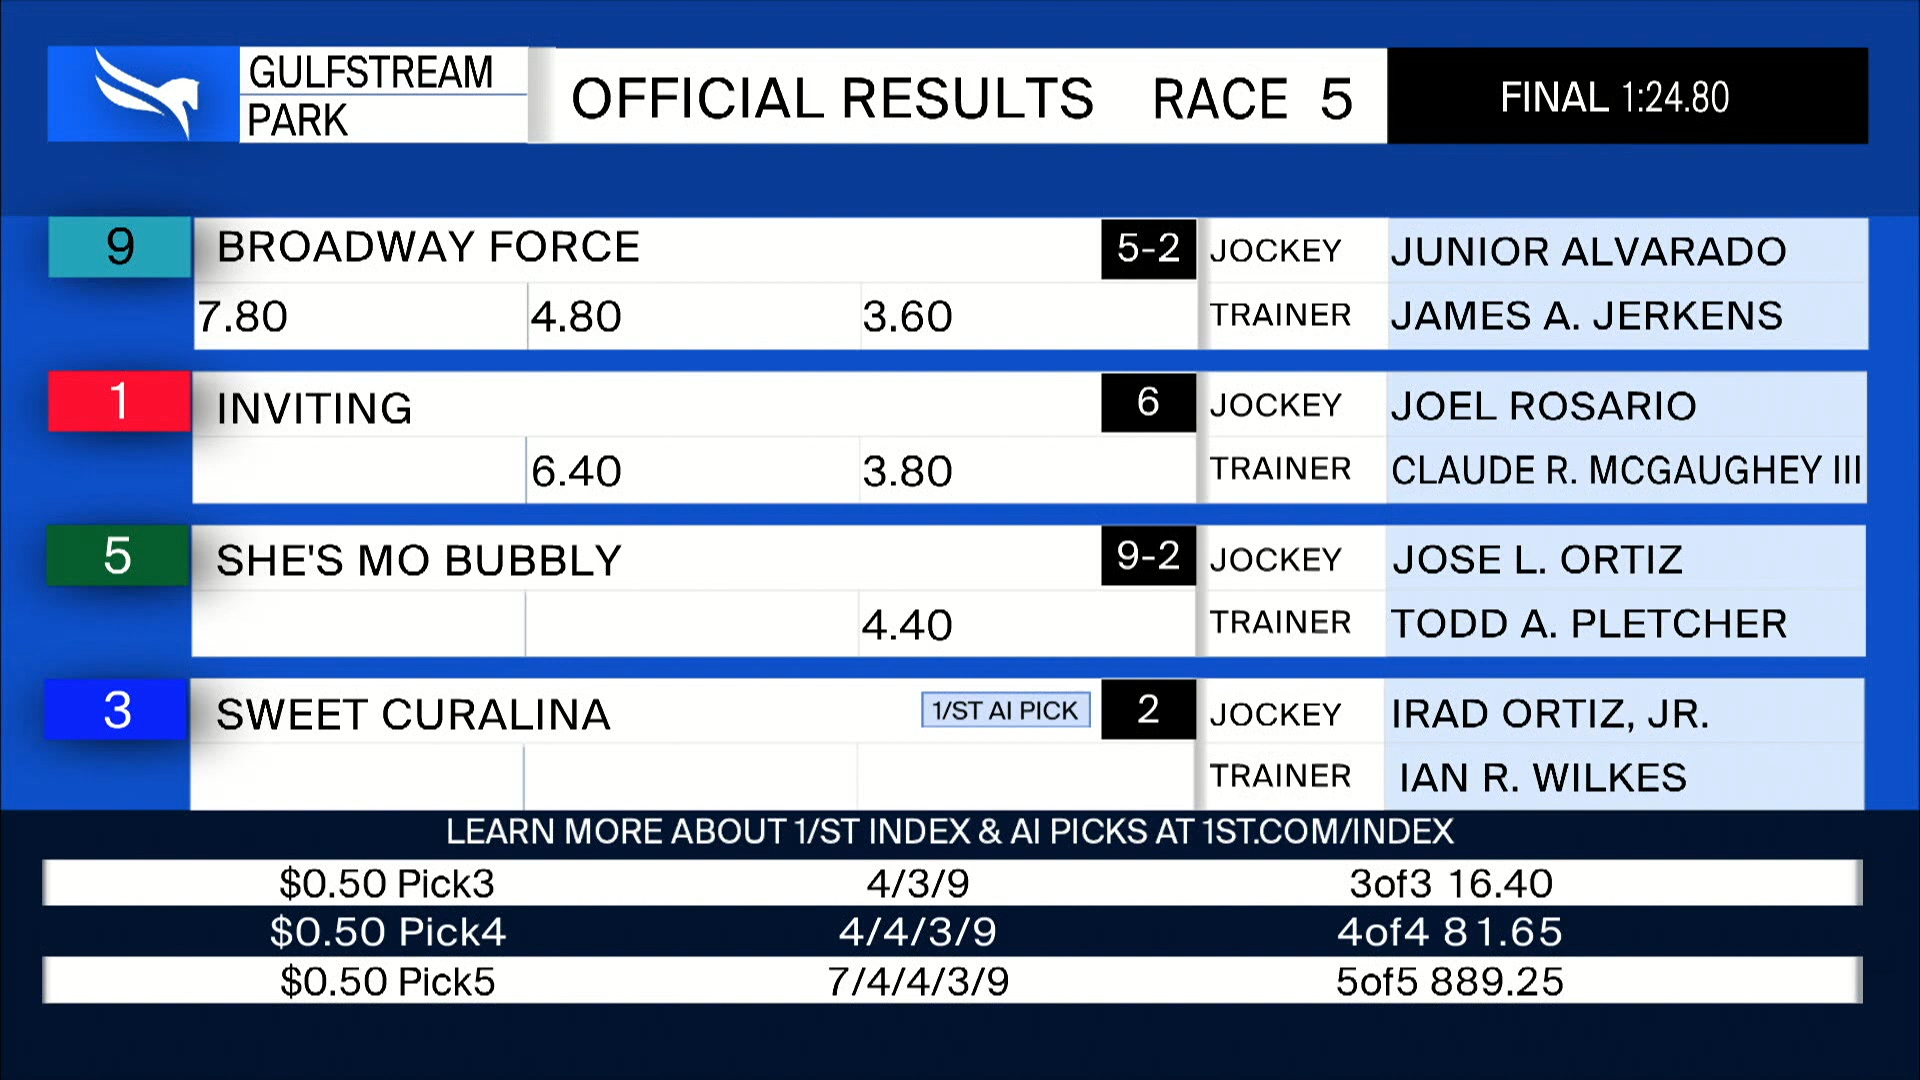 GULFSTREAM
PARK
OFFICIAL RESULTS RACE 5
FINAL 1:24.80
9 BROADWAY FORCE 5-2 JOCKEY JUNIOR ALVARADO
7.80 4.80 3.60 TRAINER JAMES A. JERKENS
1 INVITING 6 JOCKEY JOEL ROSARIO
6.40 3.80 TRAINER CLAUDE R. MCGAUGHEY III
5 SHE'S MO BUBBLY 9-2 JOCKEY JOSE L. ORTIZ
4.40 TRAINER TODD A. PLETCHER
3 SWEET CURALINA 1/ST AI PICK 2 JOCKEY IRAD ORTIZ, JR.
TRAINER IAN R. WILKES
LEARN MORE ABOUT 1/ST INDEX & AI PICKS AT 1ST.COM/INDEX
$0.50 Pick3 4/3/9 3of3 16.40
$0.50 Pick4 4/4/3/9 4of4 81.65
$0.50 Pick5 7/4/4/3/9 5of5 889.25